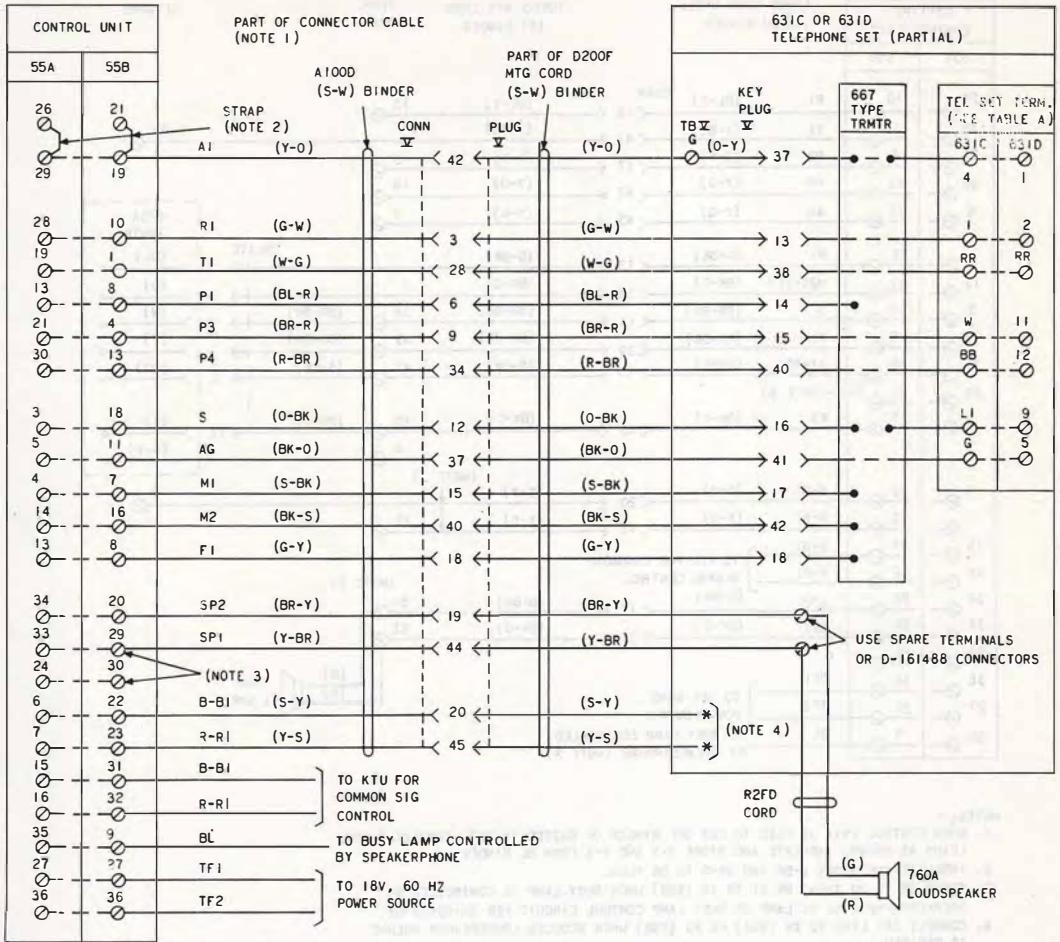 CONTROL UNIT
PART OF CONNECTOR CABLE
(NOTE 1)
631C OR 631D
TELEPHONE SET (PARTIAL)
55A 55B
A100D
(S-W) BINDER
PART OF D200F
MTG CORD
(S-W) BINDER
KEY
PLUG
V
667
TYPE
TRMTR
TEL SET TERM.
(SEE TABLE A)
631C 631D
26 21
STRAP
(NOTE 2)
CONN
V
PLUG
V
TB V
G
A1 (Y-O) 42 (Y-O) (O-Y) 37
29 19 4 1
28 10 R1 (G-W) 3 (G-W) 13 1 2
19 1 T1 (W-G) 28 (W-G) 38 RR RR
13 8 P1 (BL-R) 6 (BL-R) 14
21 4 P3 (BR-R) 9 (BR-R) 15 W 11
30 13 P4 (R-BR) 34 (R-BR) 40 BB 12
3 18 S (O-BK) 12 (O-BK) 16 L1 9
5 11 AG (BK-O) 37 (BK-O) 41 G 5
4 7 M1 (S-BK) 15 (S-BK) 17
14 16 M2 (BK-S) 40 (BK-S) 42
13 8 F1 (G-Y) 18 (G-Y) 18
34 20 SP2 (BR-Y) 19 (BR-Y)
33 29 SP1 (Y-BR) 44 (Y-BR)
USE SPARE TERMINALS
OR D-161488 CONNECTORS
24 30 (NOTE 3)
6 22 B-B1 (S-Y) 20 (S-Y) *
7 23 R-R1 (Y-S) 45 (Y-S) *
(NOTE 4)
15 31 B-B1
16 32 R-R1
TO KTU FOR
COMMON SIG
CONTROL
R2FD
CORD
35 9 BL
TO BUSY LAMP CONTROLLED
BY SPEAKERPHONE
27 27 TF1
36 36 TF2
TO 18V, 60 HZ
POWER SOURCE
(G)
(R)
760A
LOUDSPEAKER